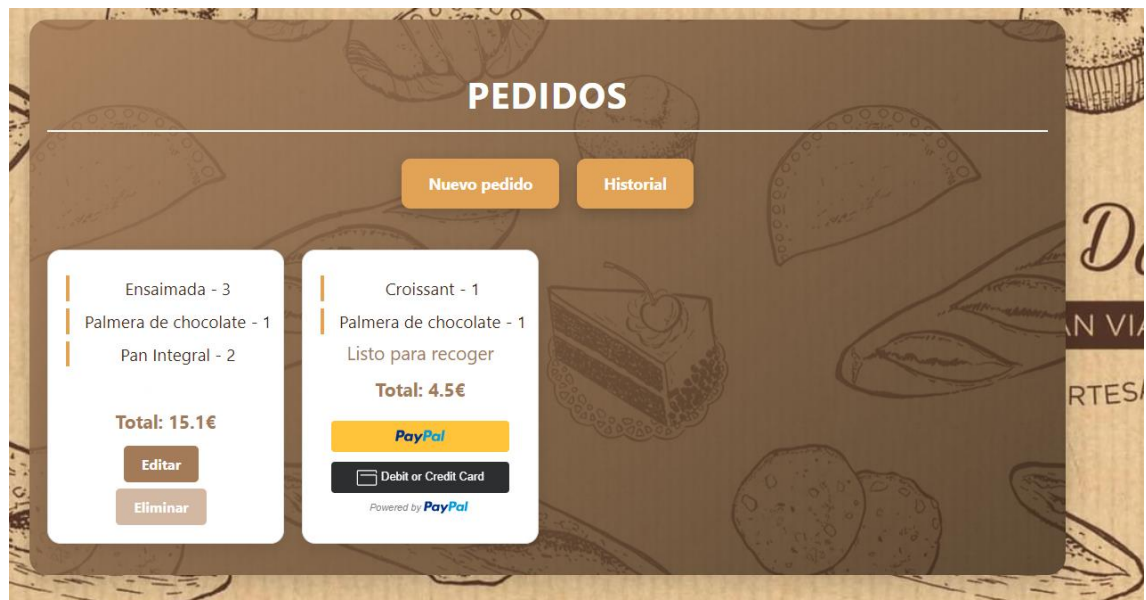 PEDIDOS
Nuevo pedido
Historial
Ensaimada - 3
Palmera de chocolate - 1
Pan Integral - 2
Total: 15.1€
Editar
Eliminar
Croissant - 1
Palmera de chocolate - 1
Listo para recoger
Total: 4.5€
PayPal
Debit or Credit Card
Powered by PayPal